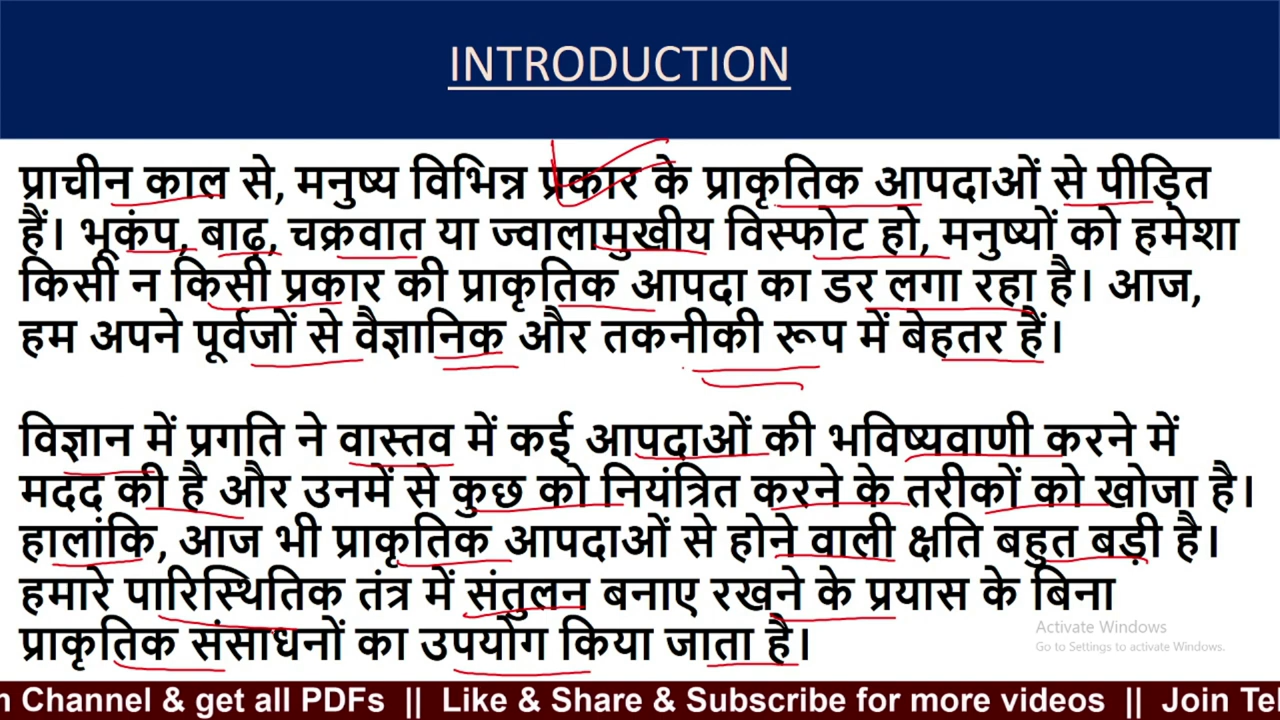 INTRODUCTION
प्राचीन काल से, मनुष्य विभिन्न प्रकार के प्राकृतिक आपदाओं से पीड़ित
हैं। भूकंप, बाढ़, चक्रवात या ज्वालामुखीय विस्फोट हो, मनुष्यों को हमेशा
किसी न किसी प्रकार की प्राकृतिक आपदा का डर लगा रहा है। आज,
हम अपने पूर्वजों से वैज्ञानिक और तकनीकी रूप में बेहतर हैं।
विज्ञान में प्रगति ने वास्तव में कई आपदाओं की भविष्यवाणी करने में
मदद की है और उनमें से कुछ को नियंत्रित करने के तरीकों को खोजा है।
हालांकि, आज भी प्राकृतिक आपदाओं से होने वाली क्षति बहुत बड़ी है।
हमारे पारिस्थितिक तंत्र में संतुलन बनाए रखने के प्रयास के बिना
प्राकृतिक संसाधनों का उपयोग किया जाता है।
Activate Windows
Go to Settings to activate Windows.
Channel & get all PDFs || Like & Share & Subscribe for more videos || Join